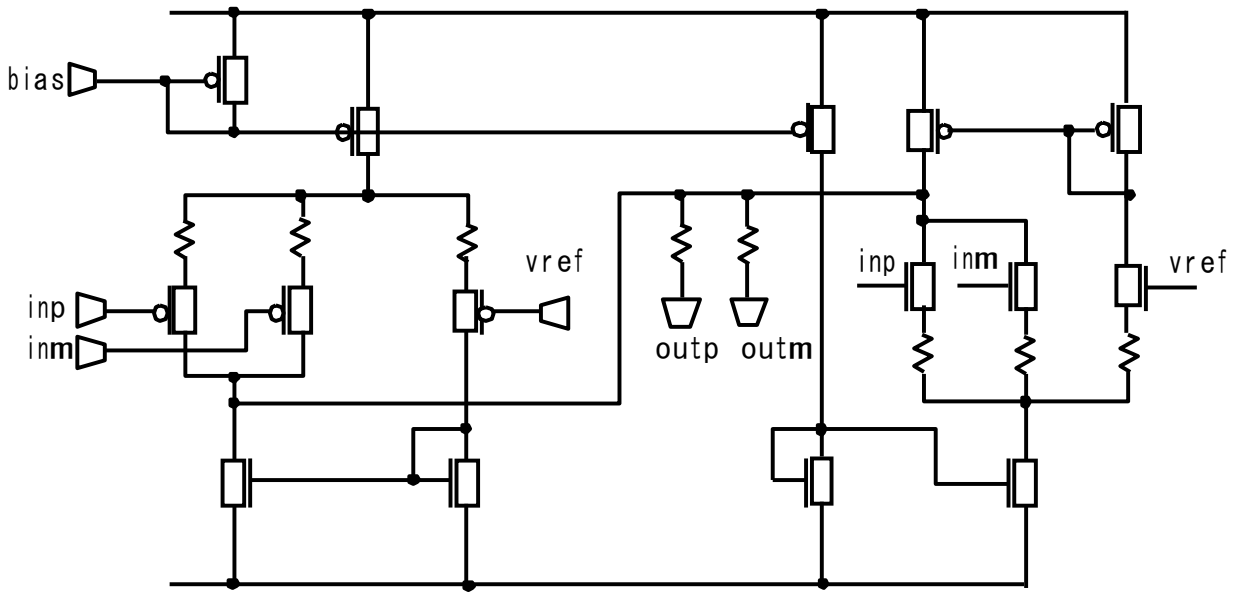 bias
vref
inp
inm
inp
inm
vref
outp
outm